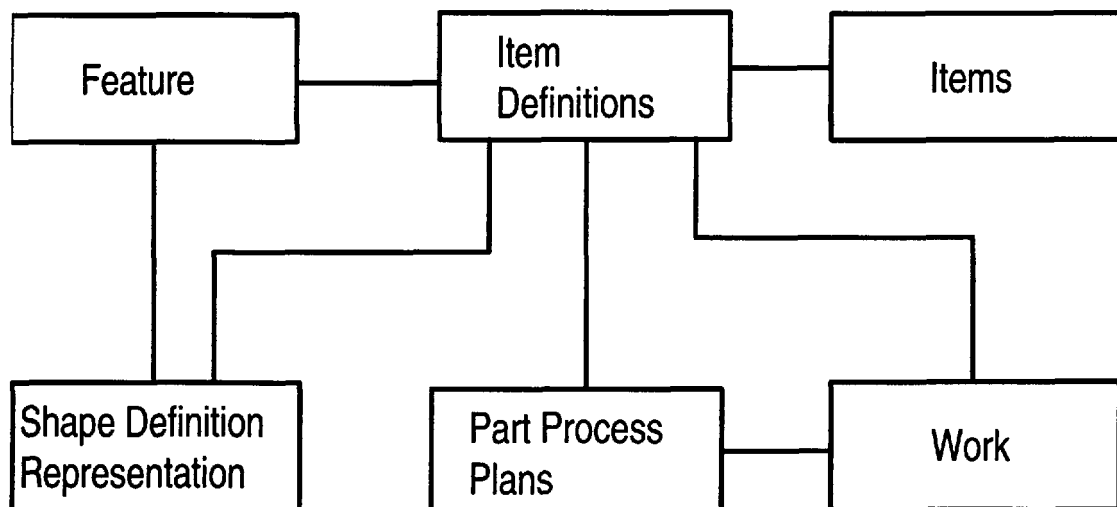 Feature
Item
Definitions
Items
Shape Definition
Representation
Part Process
Plans
Work